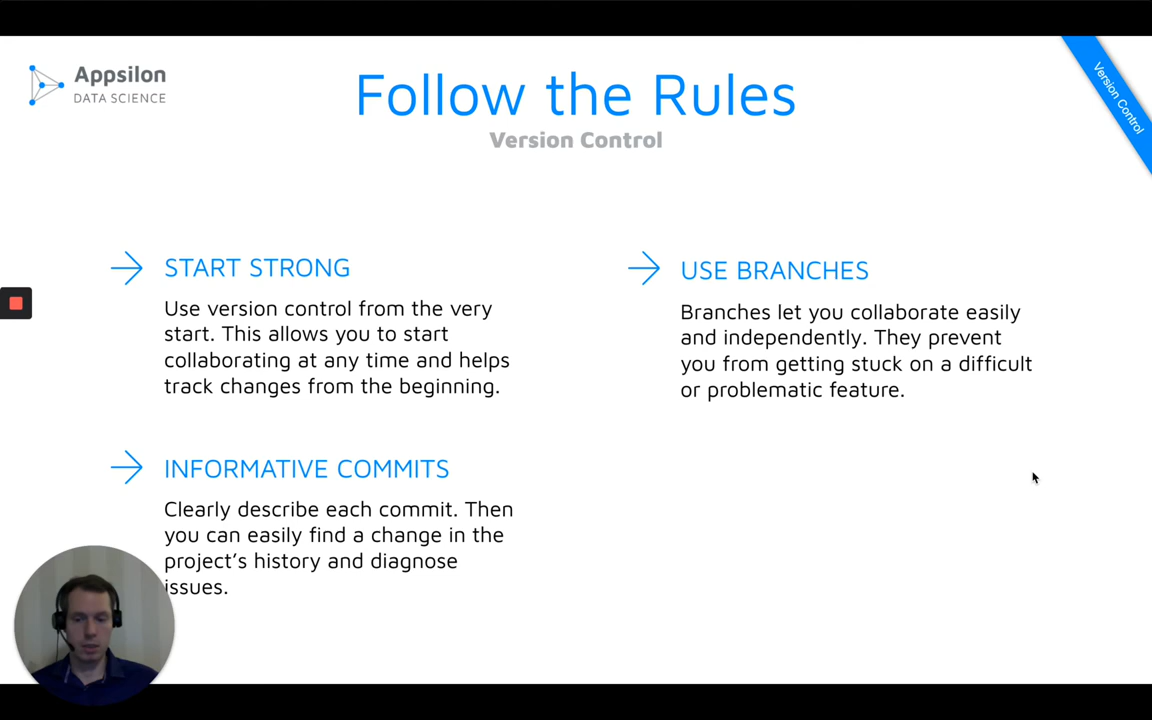 Appsilon
DATA SCIENCE
Follow the Rules
Version Control
Version Control
START STRONG
Use version control from the very
start. This allows you to start
collaborating at any time and helps
track changes from the beginning.
USE BRANCHES
Branches let you collaborate easily
and independently. They prevent
you from getting stuck on a difficult
or problematic feature.
INFORMATIVE COMMITS
Clearly describe each commit. Then
you can easily find a change in the
project’s history and diagnose
issues.